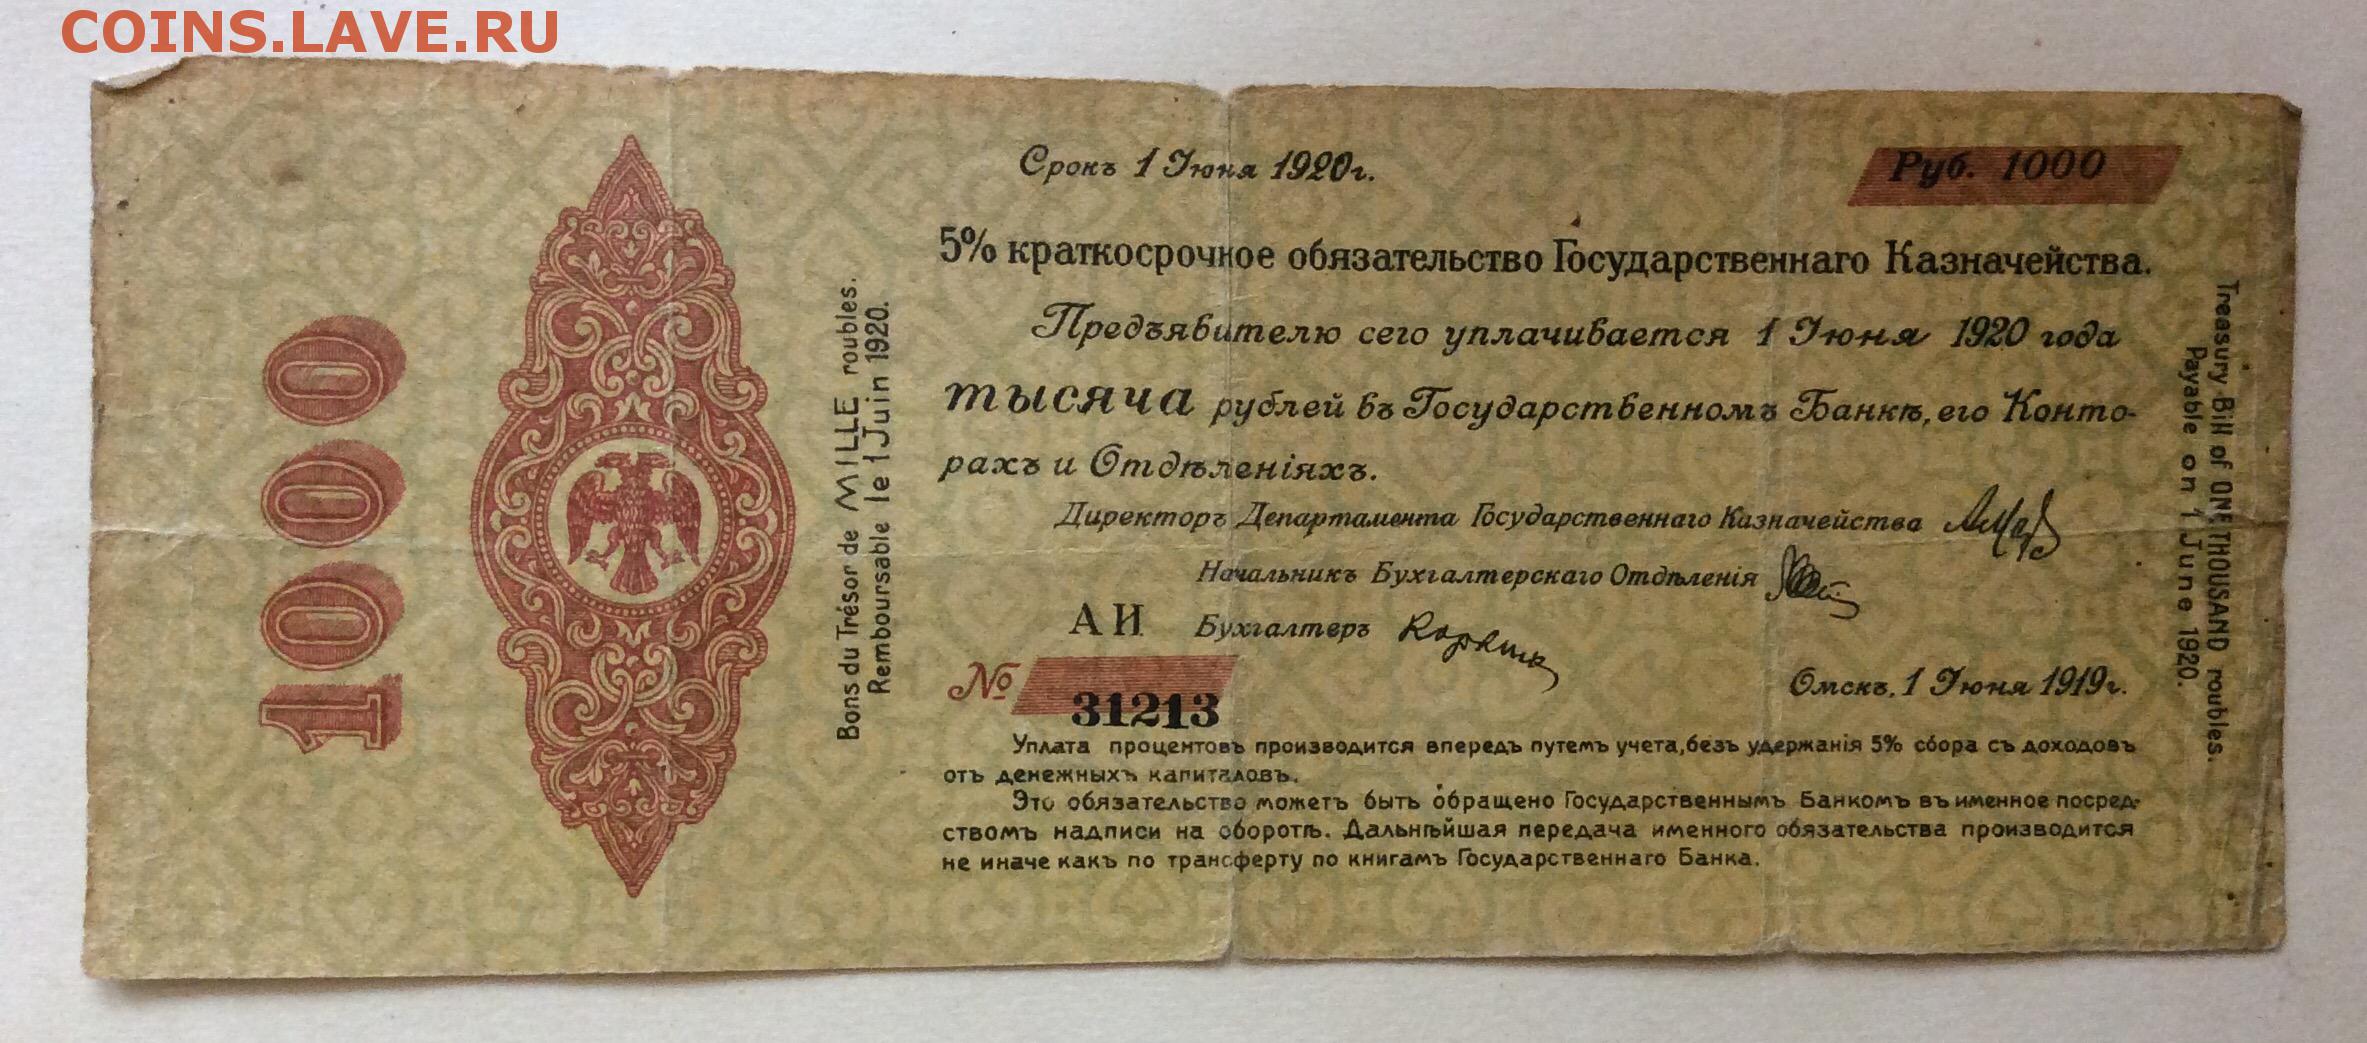 COINS.LAVE.RU
1000
Bons du Trésor de MILLE roubles.
Remboursable le 1 Juin 1920.
Срокъ 1 Июня 1920г.
Руб. 1000
5% краткосрочное обязательство Государственнаго Казначейства.
Предъявителю сего уплачивается 1 Июня 1920 года
тысяча рублей въ Государственномъ Банкѣ, его Конто-
рахъ и Отдѣленіяхъ.
Директоръ Департамента Государственнаго Казначейства
Начальникъ Бухгалтерскаго Отдѣленія
А И Бухгалтеръ
№ 31213
Омскъ, 1 Июня 1919г.
Уплата процентовъ производится впередъ путемъ учета, безъ удержанія 5% сбора съ доходовъ
отъ денежныхъ капиталовъ.
Это обязательство можетъ быть обращено Государственнымъ Банкомъ въ именное посред-
ствомъ надписи на оборотѣ. Дальнѣйшая передача именного обязательства производится
не иначе какъ по трансферту по книгамъ Государственнаго Банка.
Treasury Bill of ONE THOUSAND roubles.
Payable on 1 June 1920.